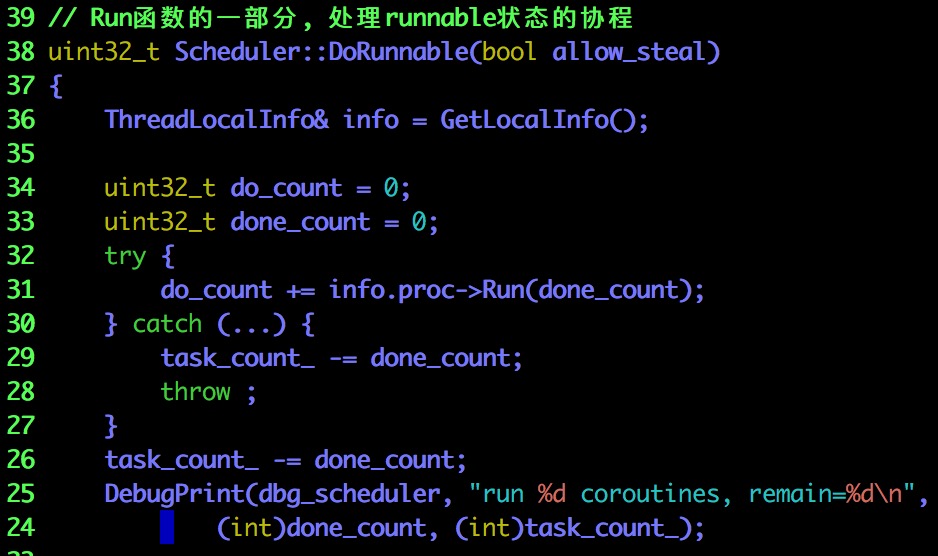 39 // Run函数的一部分，处理runnable状态的协程
38 uint32_t Scheduler::DoRunnable(bool allow_steal)
37 {
36     ThreadLocalInfo& info = GetLocalInfo();
35
34     uint32_t do_count = 0;
33     uint32_t done_count = 0;
32     try {
31         do_count += info.proc->Run(done_count);
30     } catch (...) {
29         task_count_ -= done_count;
28         throw ;
27     }
26     task_count_ -= done_count;
25     DebugPrint(dbg_scheduler, "run %d coroutines, remain=%d\n",
24             (int)done_count, (int)task_count_);